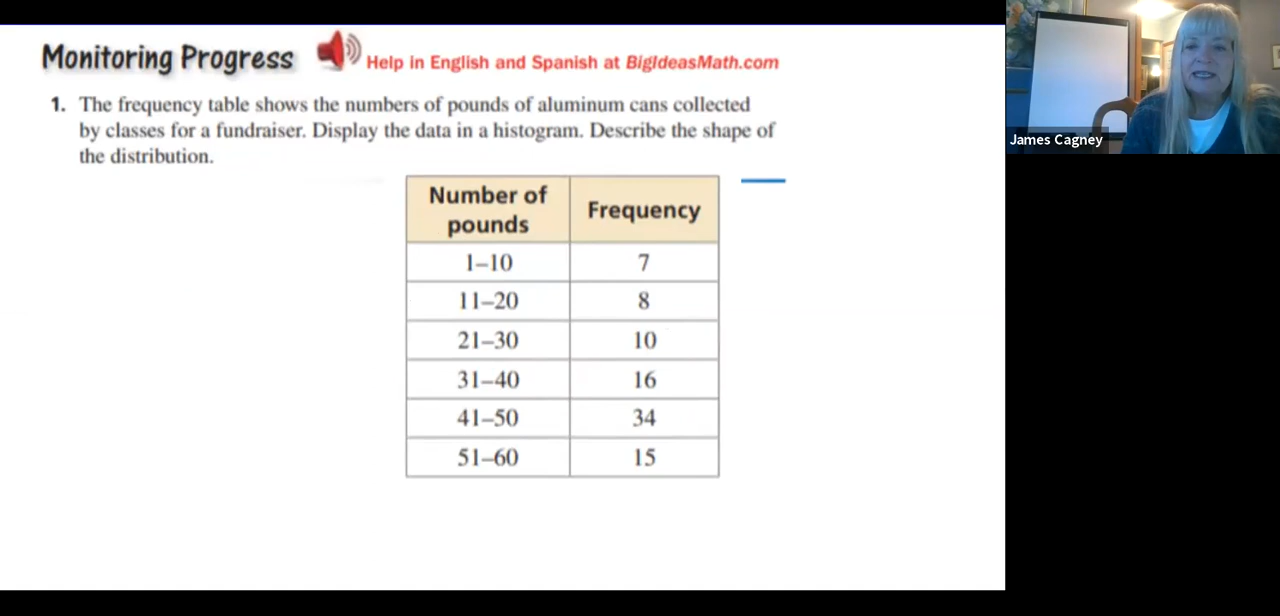 Monitoring Progress Help in English and Spanish at BigIdeasMath.com
1. The frequency table shows the numbers of pounds of aluminum cans collected
by classes for a fundraiser. Display the data in a histogram. Describe the shape of
the distribution.
Number of pounds Frequency
1–10 7
11–20 8
21–30 10
31–40 16
41–50 34
51–60 15
James Cagney